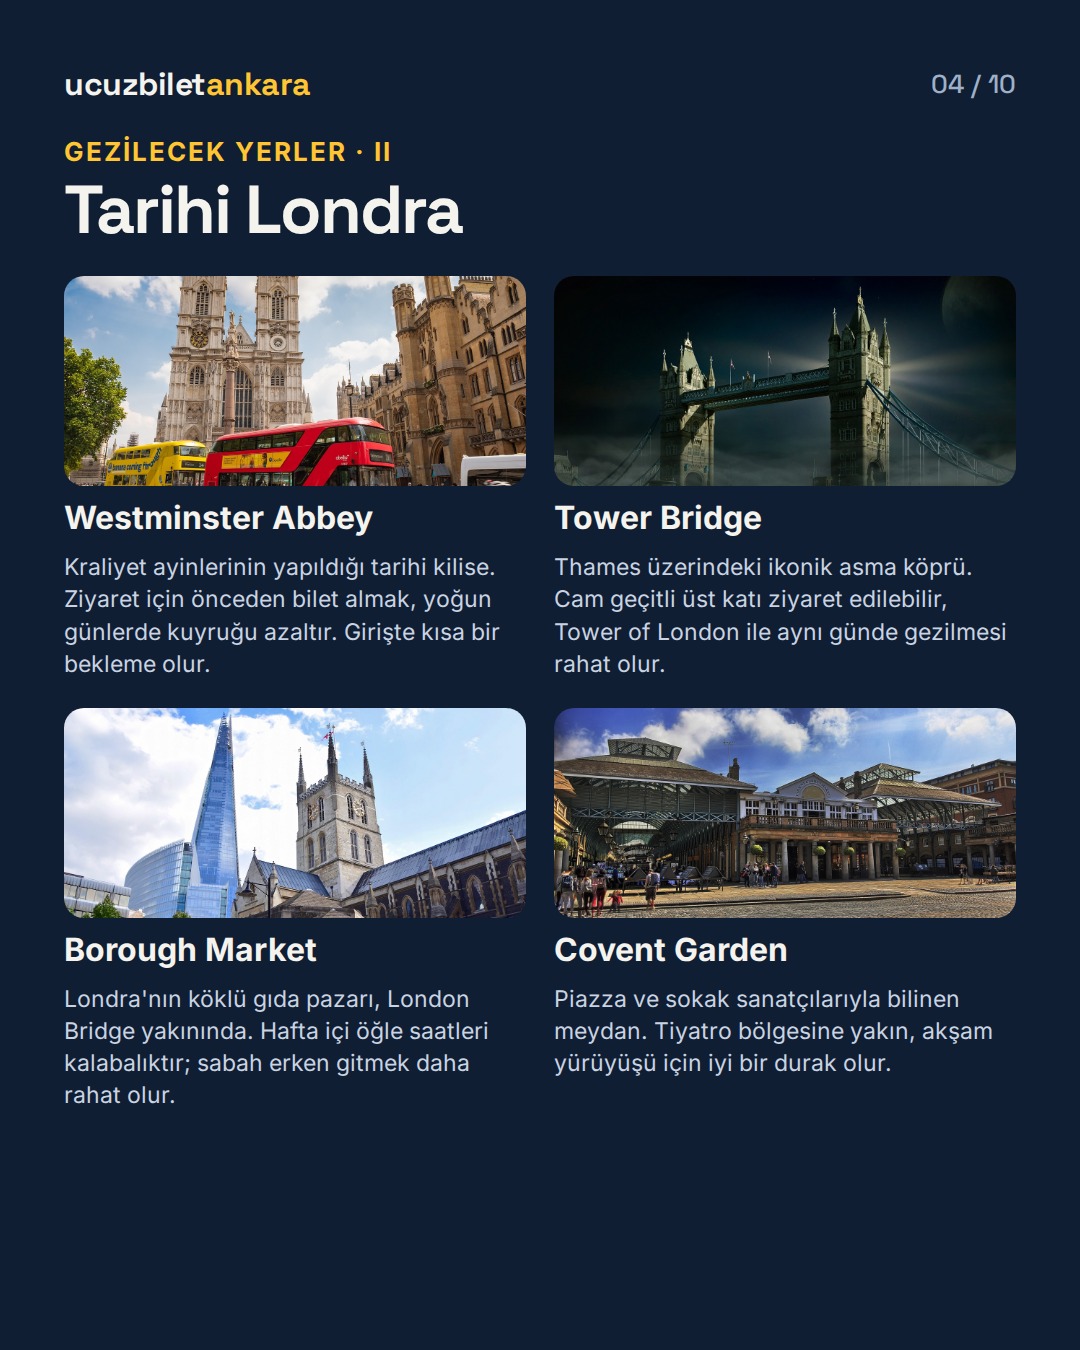 ucuzbiletankara
04 / 10
GEZİLECEK YERLER · II
Tarihi Londra
Westminster Abbey
Kraliyet ayinlerinin yapıldığı tarihi kilise.
Ziyaret için önceden bilet almak, yoğun
günlerde kuyruğu azaltır. Girişte kısa bir
bekleme olur.
Tower Bridge
Thames üzerindeki ikonik asma köprü.
Cam geçitli üst katı ziyaret edilebilir,
Tower of London ile aynı günde gezilmesi
rahat olur.
Borough Market
Londra'nın köklü gıda pazarı, London
Bridge yakınında. Hafta içi öğle saatleri
kalabalıktır; sabah erken gitmek daha
rahat olur.
Covent Garden
Piazza ve sokak sanatçılarıyla bilinen
meydan. Tiyatro bölgesine yakın, akşam
yürüyüşü için iyi bir durak olur.